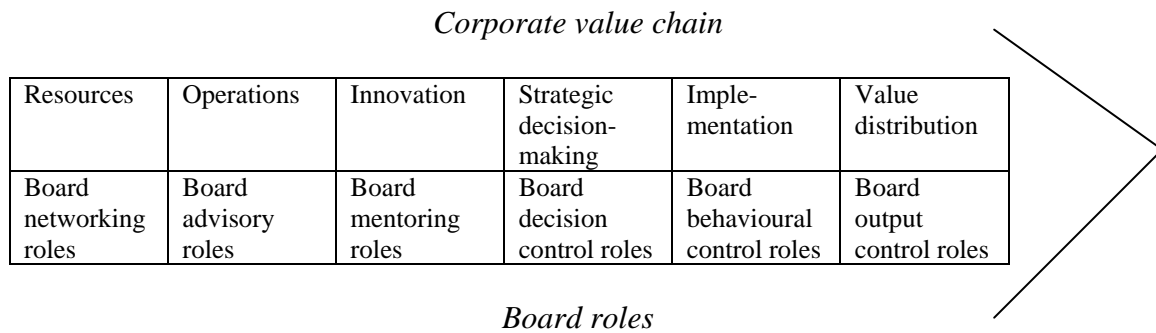 Corporate value chain
Resources
Operations
Innovation
Strategic
decision-
making
Imple-
mentation
Value
distribution
Board
networking
roles
Board
advisory
roles
Board
mentoring
roles
Board
decision
control roles
Board
behavioural
control roles
Board
output
control roles
Board roles